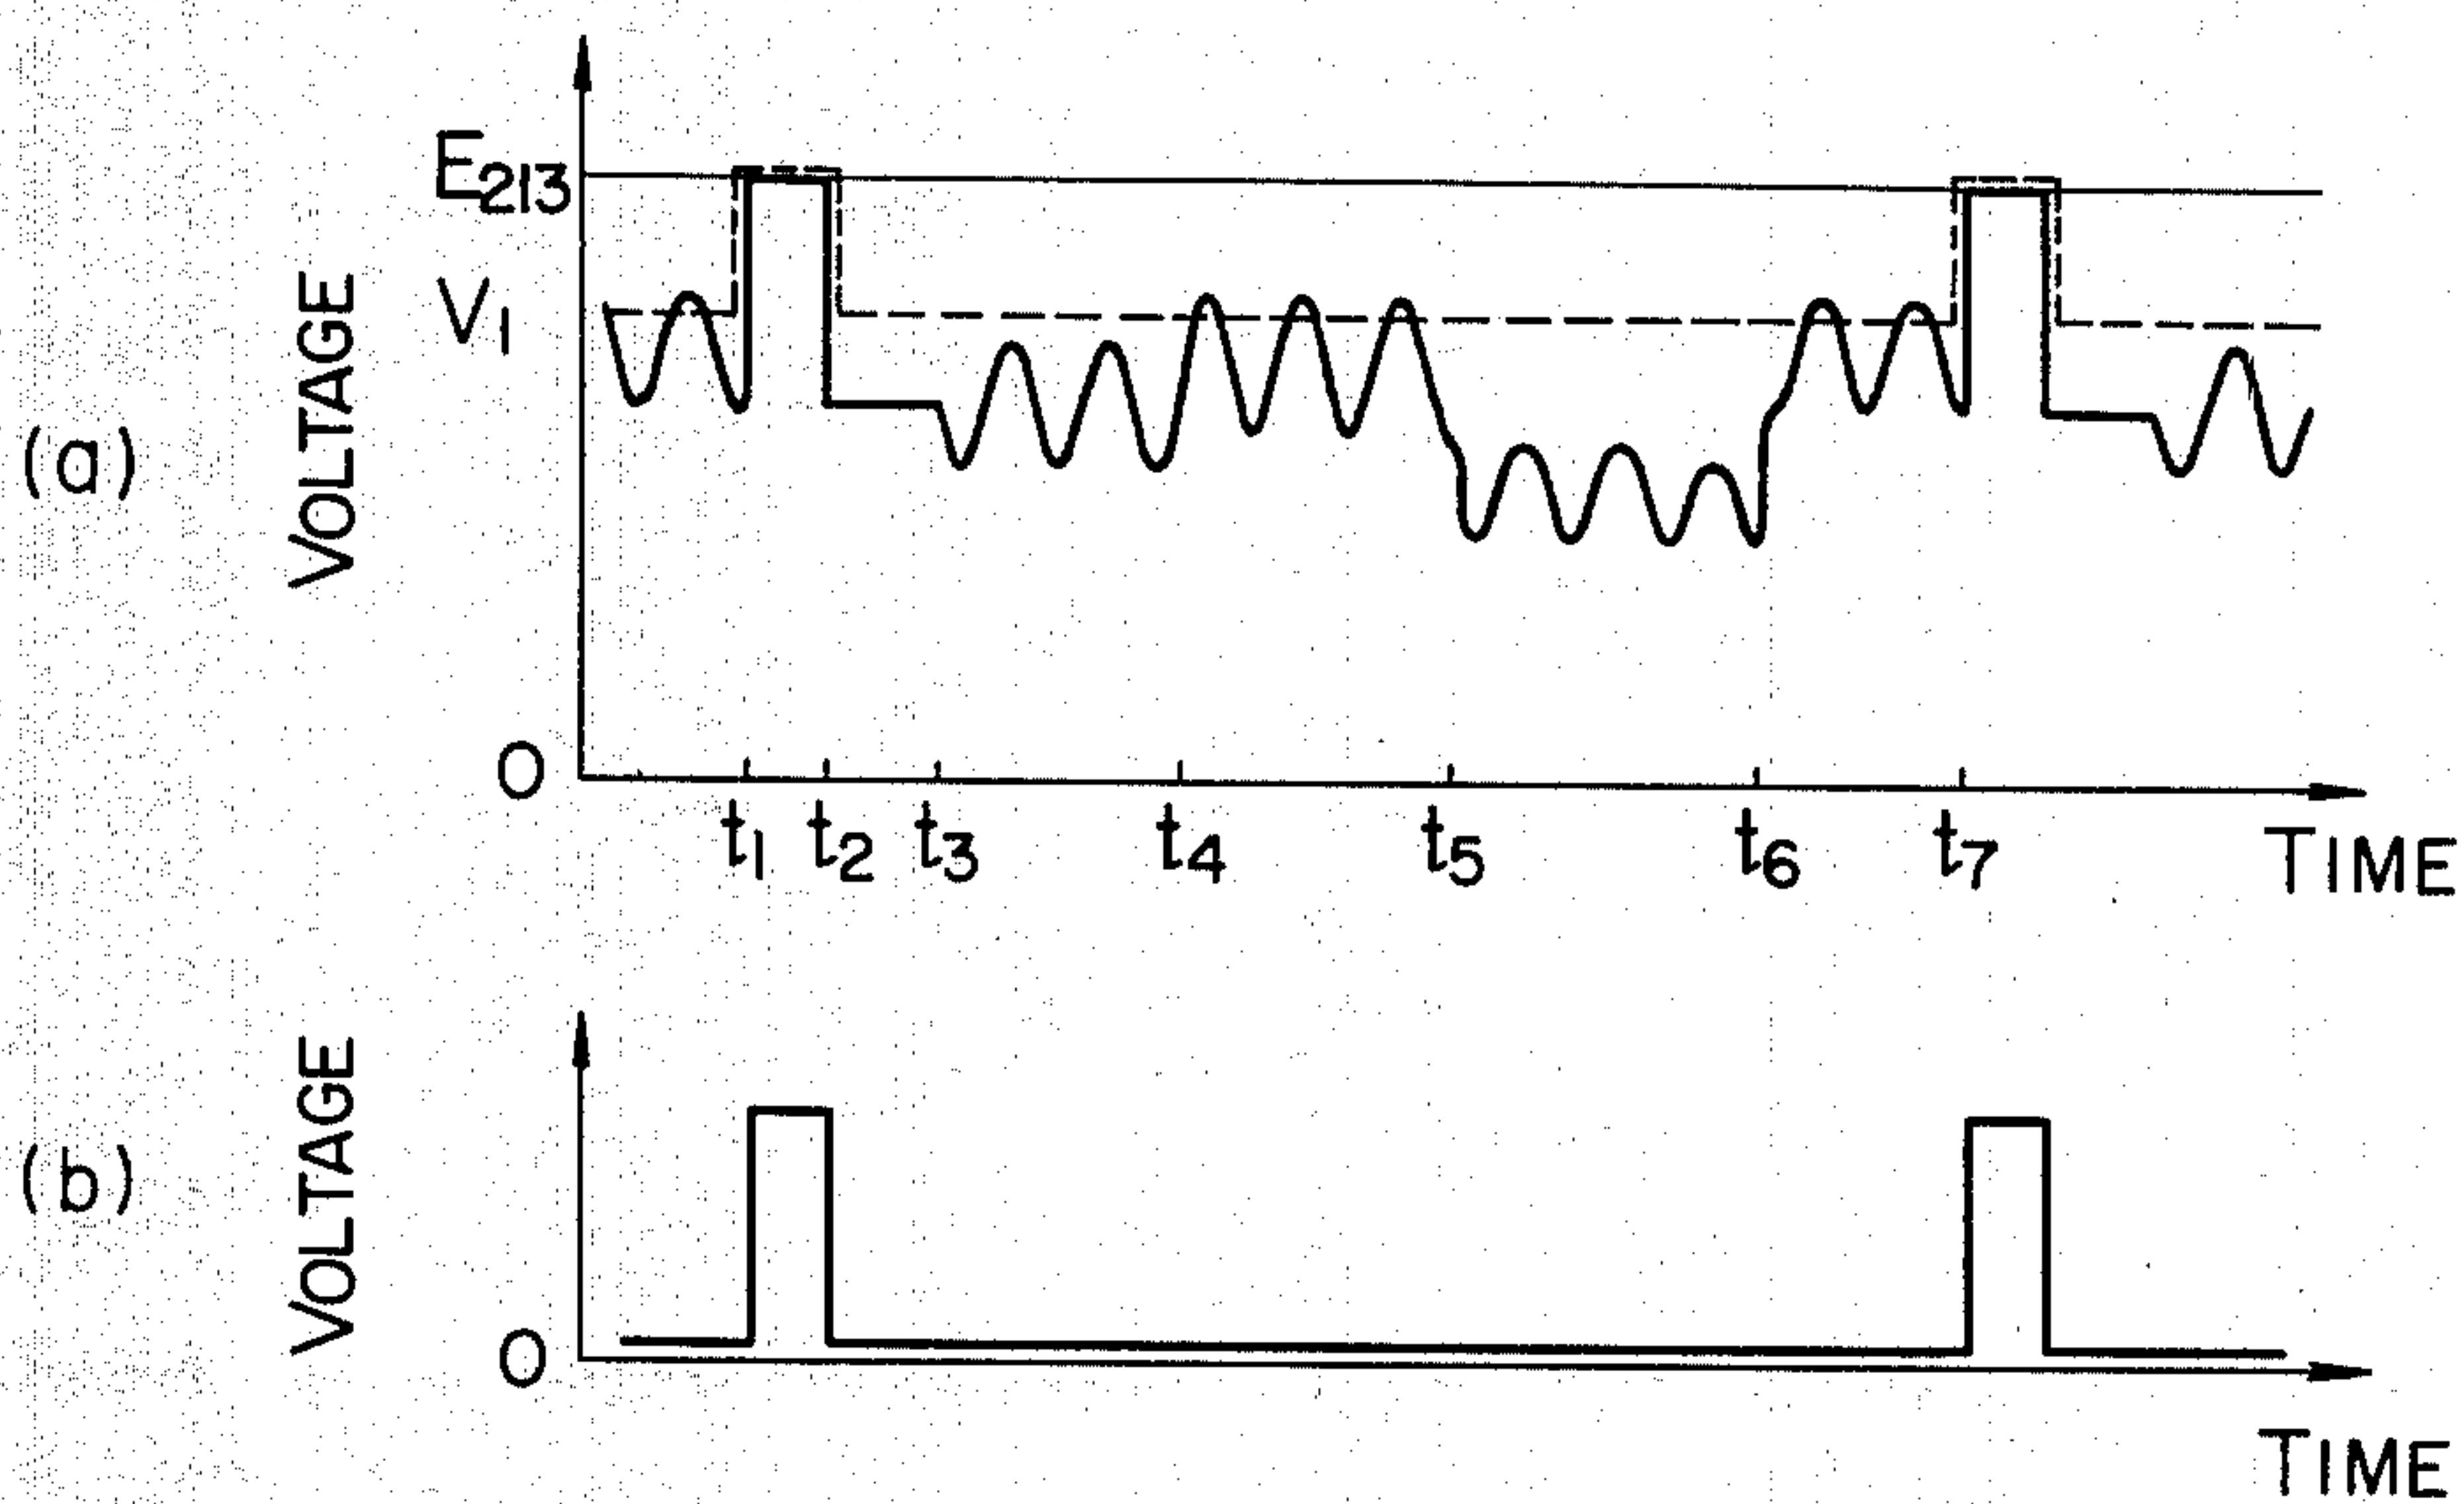 (a)
VOLTAGE
E213
V1
0
t1 t2 t3 t4 t5 t6 t7
TIME
(b)
VOLTAGE
0
TIME